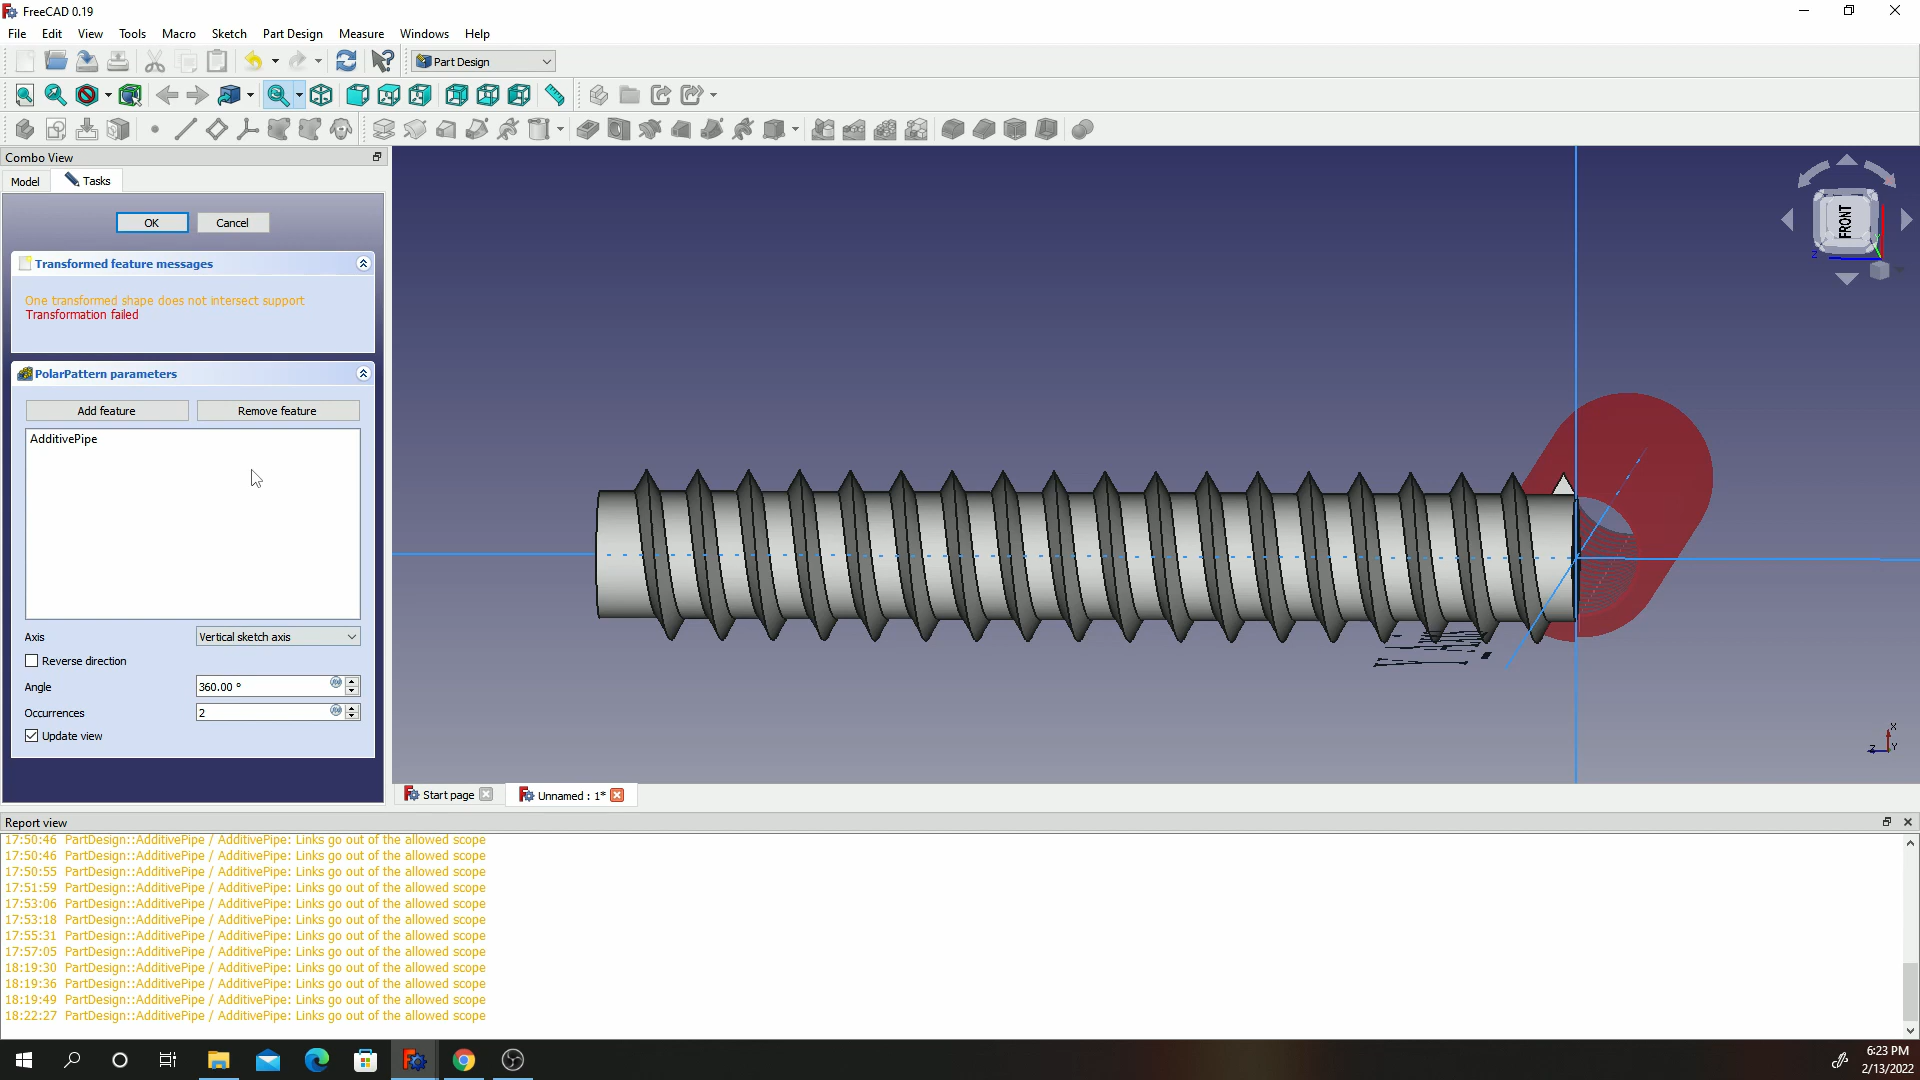 FreeCAD 0.19
File Edit View Tools Macro Sketch Part Design Measure Windows Help
Part Design
Combo View
Model Tasks
OK Cancel
Transformed feature messages
One transformed shape does not intersect support
Transformation failed
PolarPattern parameters
Add feature Remove feature
AdditivePipe
Axis Vertical sketch axis
Reverse direction
Angle 360.00 °
Occurrences 2
Update view
FRONT
Z
X
Z Y
Start page Unnamed : 1*
Report view
17:50:46 PartDesign::AdditivePipe / AdditivePipe: Links go out of the allowed scope
17:50:46 PartDesign::AdditivePipe / AdditivePipe: Links go out of the allowed scope
17:50:55 PartDesign::AdditivePipe / AdditivePipe: Links go out of the allowed scope
17:51:59 PartDesign::AdditivePipe / AdditivePipe: Links go out of the allowed scope
17:53:06 PartDesign::AdditivePipe / AdditivePipe: Links go out of the allowed scope
17:53:18 PartDesign::AdditivePipe / AdditivePipe: Links go out of the allowed scope
17:55:31 PartDesign::AdditivePipe / AdditivePipe: Links go out of the allowed scope
17:57:05 PartDesign::AdditivePipe / AdditivePipe: Links go out of the allowed scope
18:19:30 PartDesign::AdditivePipe / AdditivePipe: Links go out of the allowed scope
18:19:36 PartDesign::AdditivePipe / AdditivePipe: Links go out of the allowed scope
18:19:49 PartDesign::AdditivePipe / AdditivePipe: Links go out of the allowed scope
18:22:27 PartDesign::AdditivePipe / AdditivePipe: Links go out of the allowed scope
6:23 PM
2/13/2022